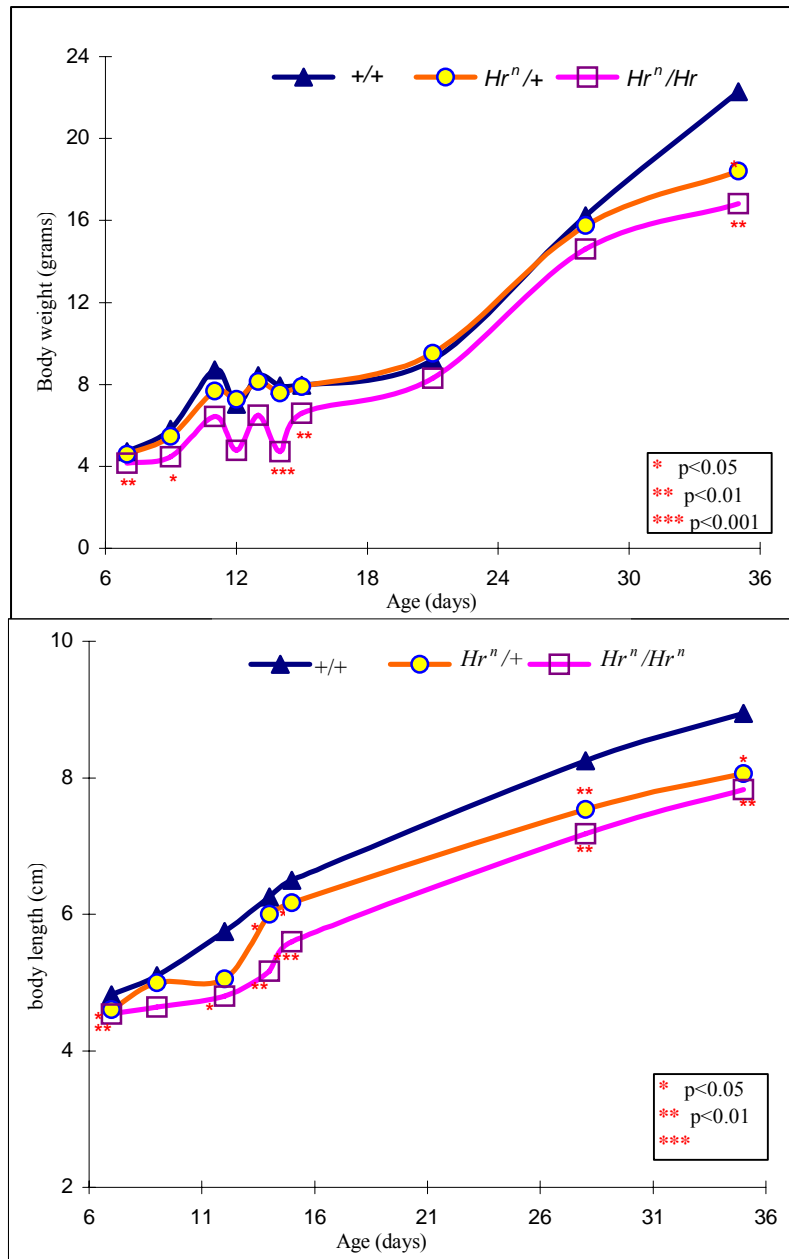 24
+/+ Hrⁿ/+ Hrⁿ/Hr
20
16
12
8
4
0
Body weight (grams)
*
**
** * *** **
* p<0.05
** p<0.01
*** p<0.001
6 12 18 24 30 36
Age (days)
10
+/+ Hrⁿ/+ Hrⁿ/Hrⁿ
8
6
4
2
body length (cm)
*
**
**
**
* *
***
**
*
*
**
* p<0.05
** p<0.01
***
6 11 16 21 26 31 36
Age (days)